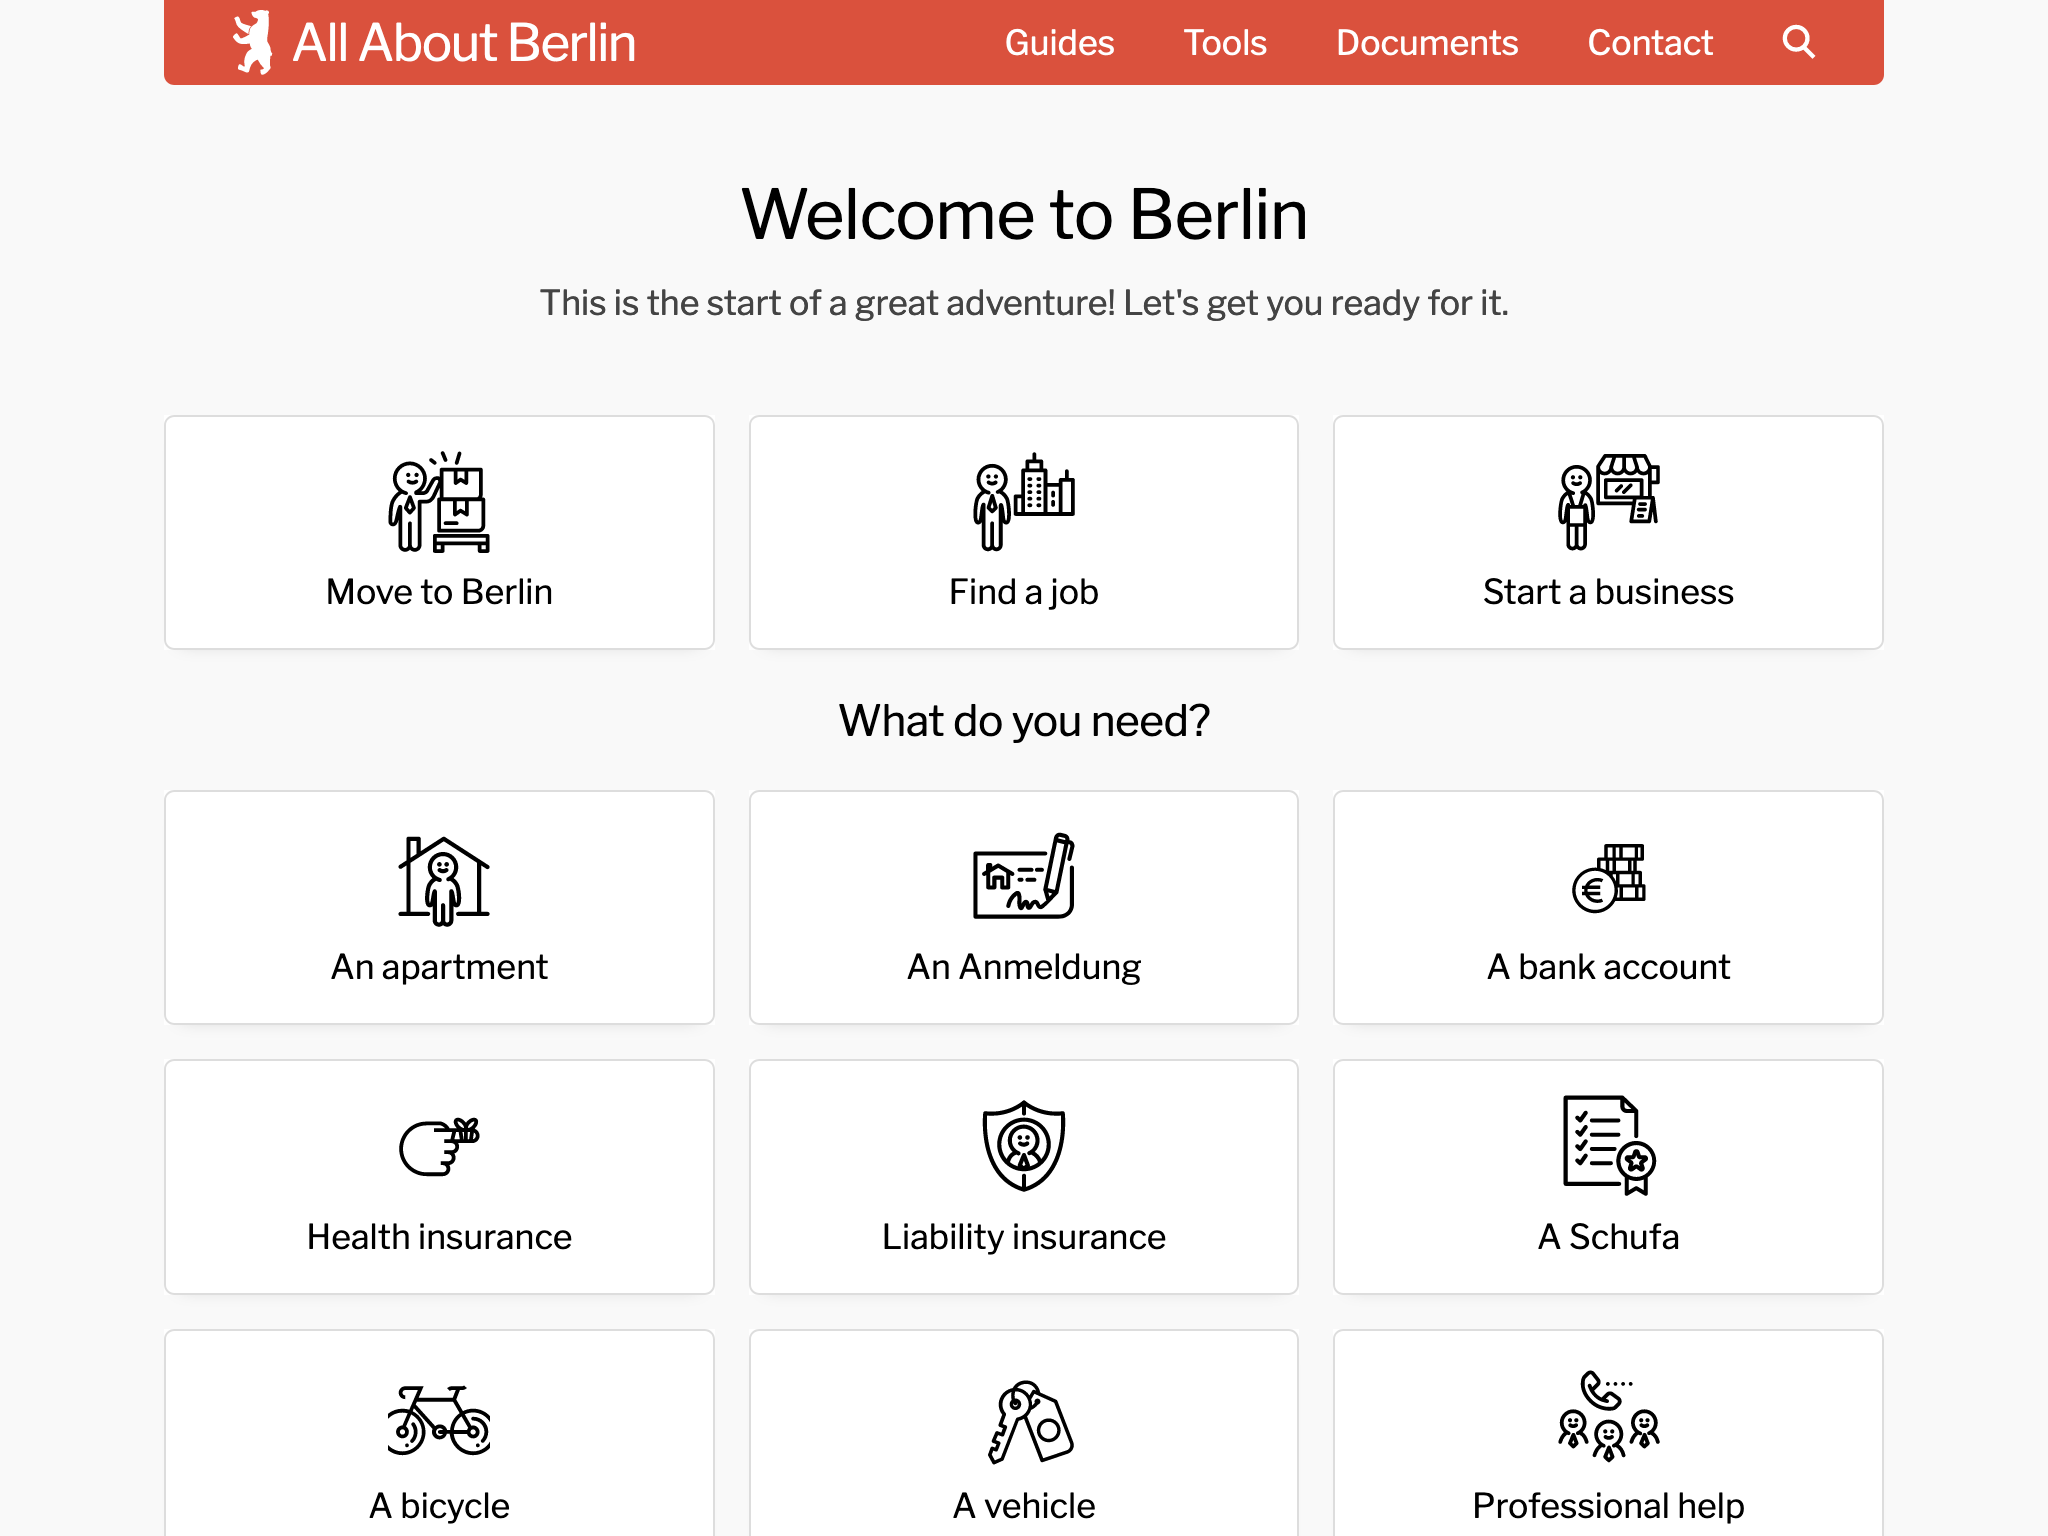 All About Berlin
Guides
Tools
Documents
Contact
Welcome to Berlin
This is the start of a great adventure! Let's get you ready for it.
Move to Berlin
Find a job
Start a business
What do you need?
An apartment
An Anmeldung
€
A bank account
Health insurance
Liability insurance
A Schufa
A bicycle
A vehicle
Professional help